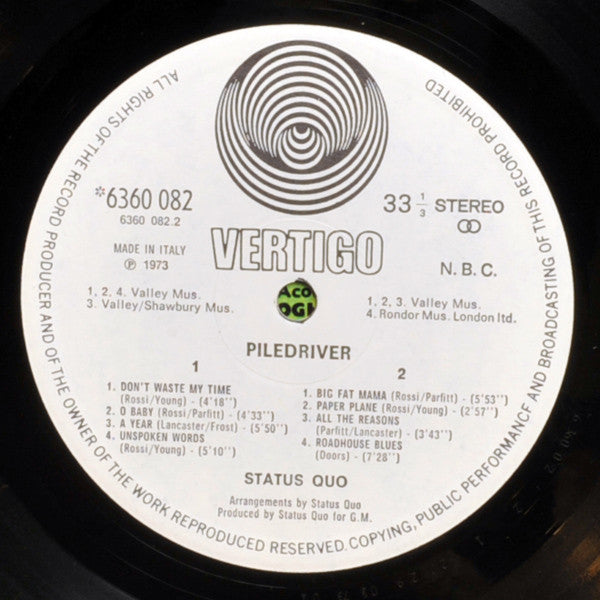 ALL RIGHTS OF THE RECORD PRODUCER AND OF THE OWNER OF THE WORK REPRODUCED RESERVED. COPYING, PUBLIC PERFORMANCE AND BROADCASTING OF THIS RECORD PROHIBITED
*6360 082
6360 082.2
33 1/3 STEREO
MADE IN ITALY
℗ 1973
VERTIGO
N. B. C.
1, 2, 4. Valley Mus.
3. Valley/Shawbury Mus.
1, 2, 3. Valley Mus.
4. Rondor Mus. London ltd.
PILEDRIVER
1
1. DON'T WASTE MY TIME
(Rossi/Young) - (4'18'')
2. O BABY (Rossi/Parfitt) - (4'33'')
3. A YEAR (Lancaster/Frost) - (5'50'')
4. UNSPOKEN WORDS
(Rossi/Young) - (5'10'')
2
1. BIG FAT MAMA (Rossi/Parfitt) - (5'53'')
2. PAPER PLANE (Rossi/Young) - (2'57'')
3. ALL THE REASONS
(Parfitt/Lancaster) - (3'43'')
4. ROADHOUSE BLUES
(Doors) - (7'28'')
STATUS QUO
Arrangements by Status Quo
Produced by Status Quo for G.M.